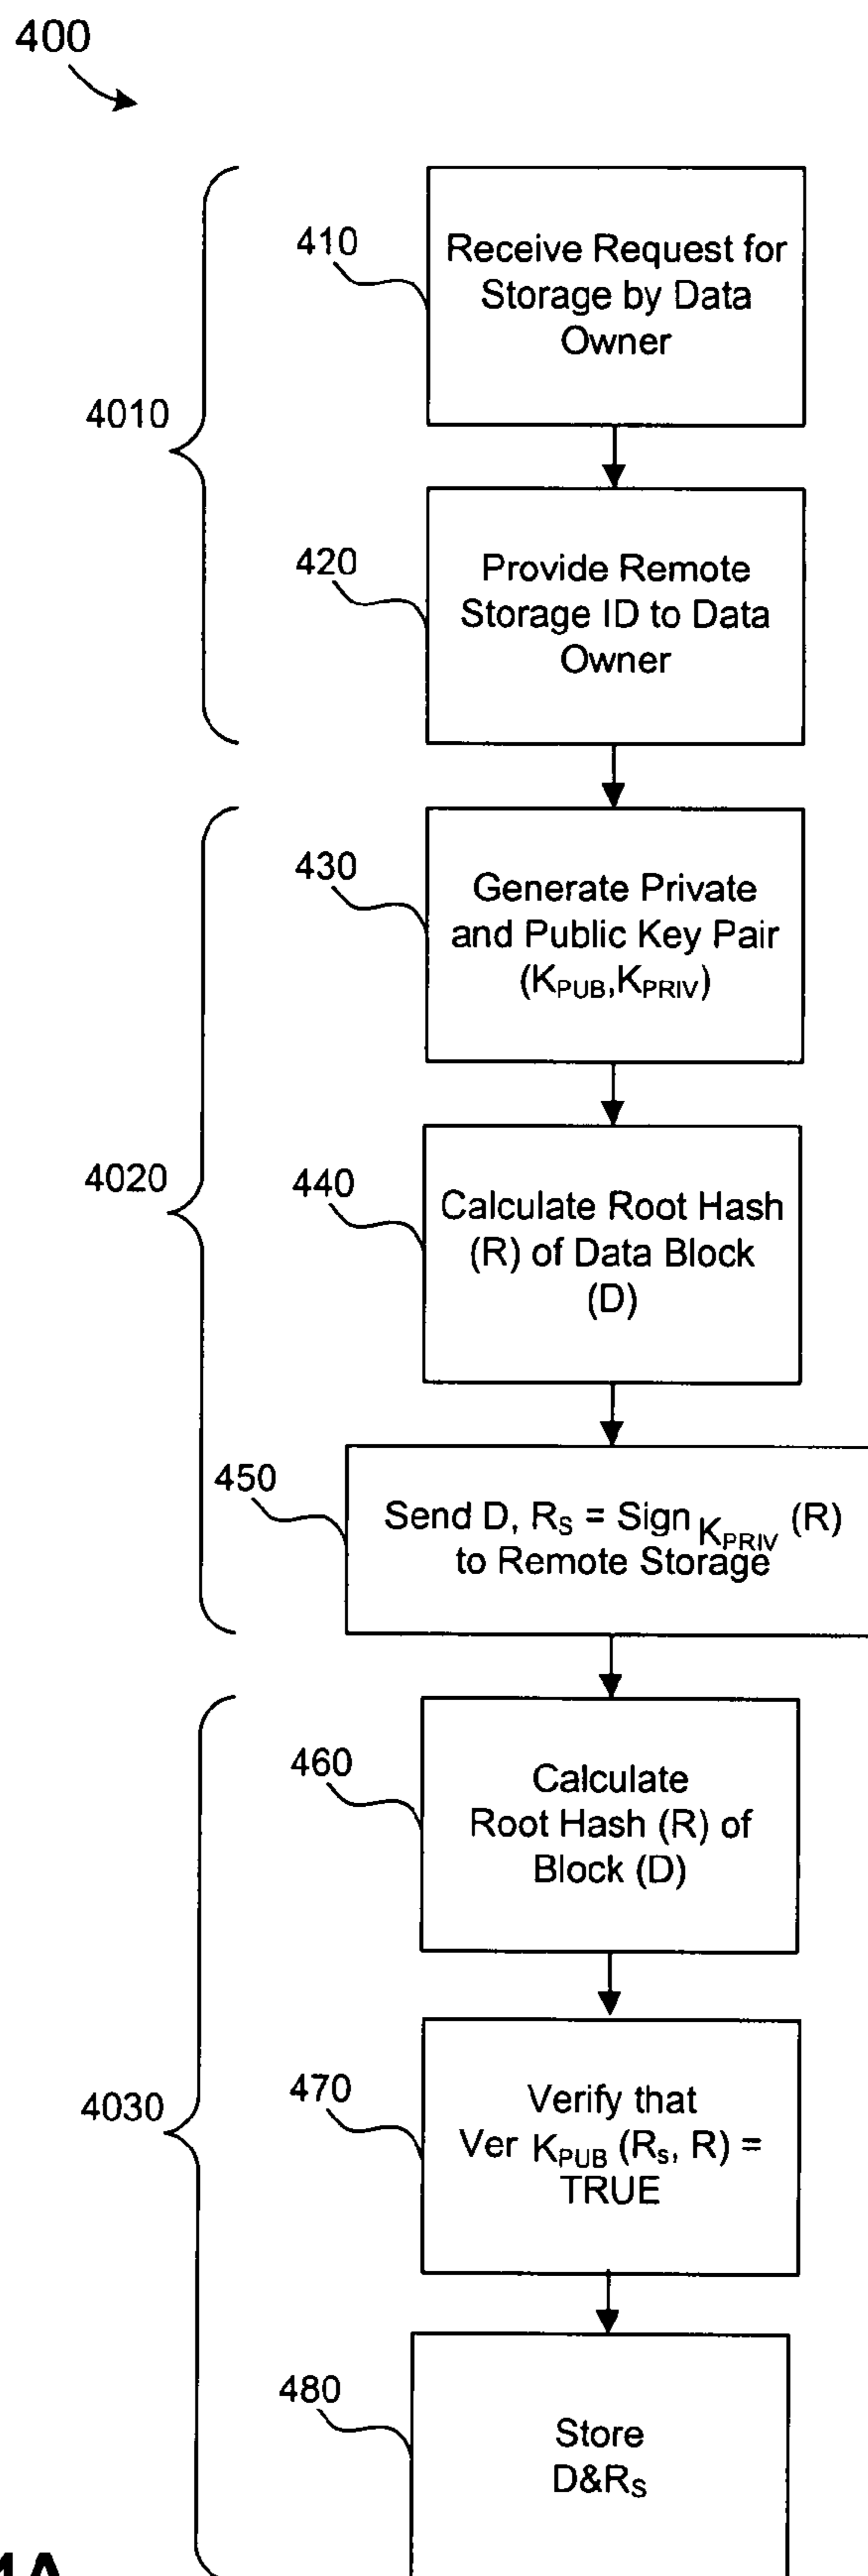 400
4010
410
Receive Request for
Storage by Data
Owner
420
Provide Remote
Storage ID to Data
Owner
4020
430
Generate Private
and Public Key Pair
(KPUB,KPRIV)
440
Calculate Root Hash
(R) of Data Block
(D)
450
Send D, RS = Sign KPRIV (R)
to Remote Storage
4030
460
Calculate
Root Hash (R) of
Block (D)
470
Verify that
Ver KPUB (Rs, R) =
TRUE
480
Store
D&RS
4A